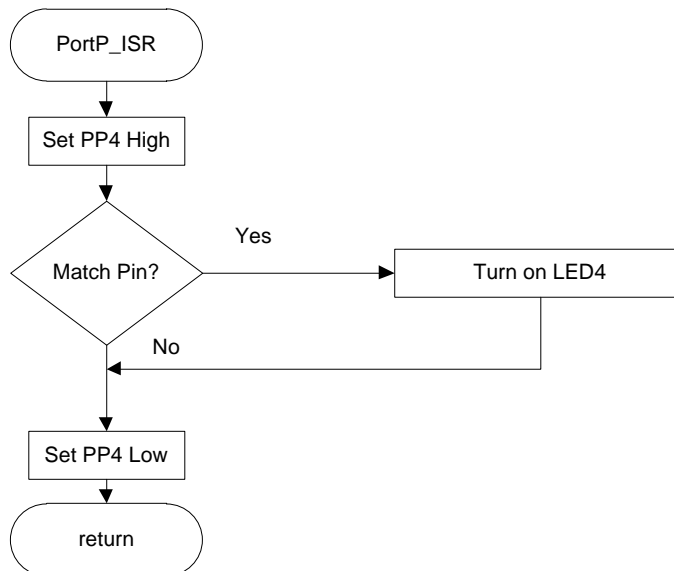 PortP_ISR
Set PP4 High
Yes
Match Pin?
Turn on LED4
No
Set PP4 Low
return